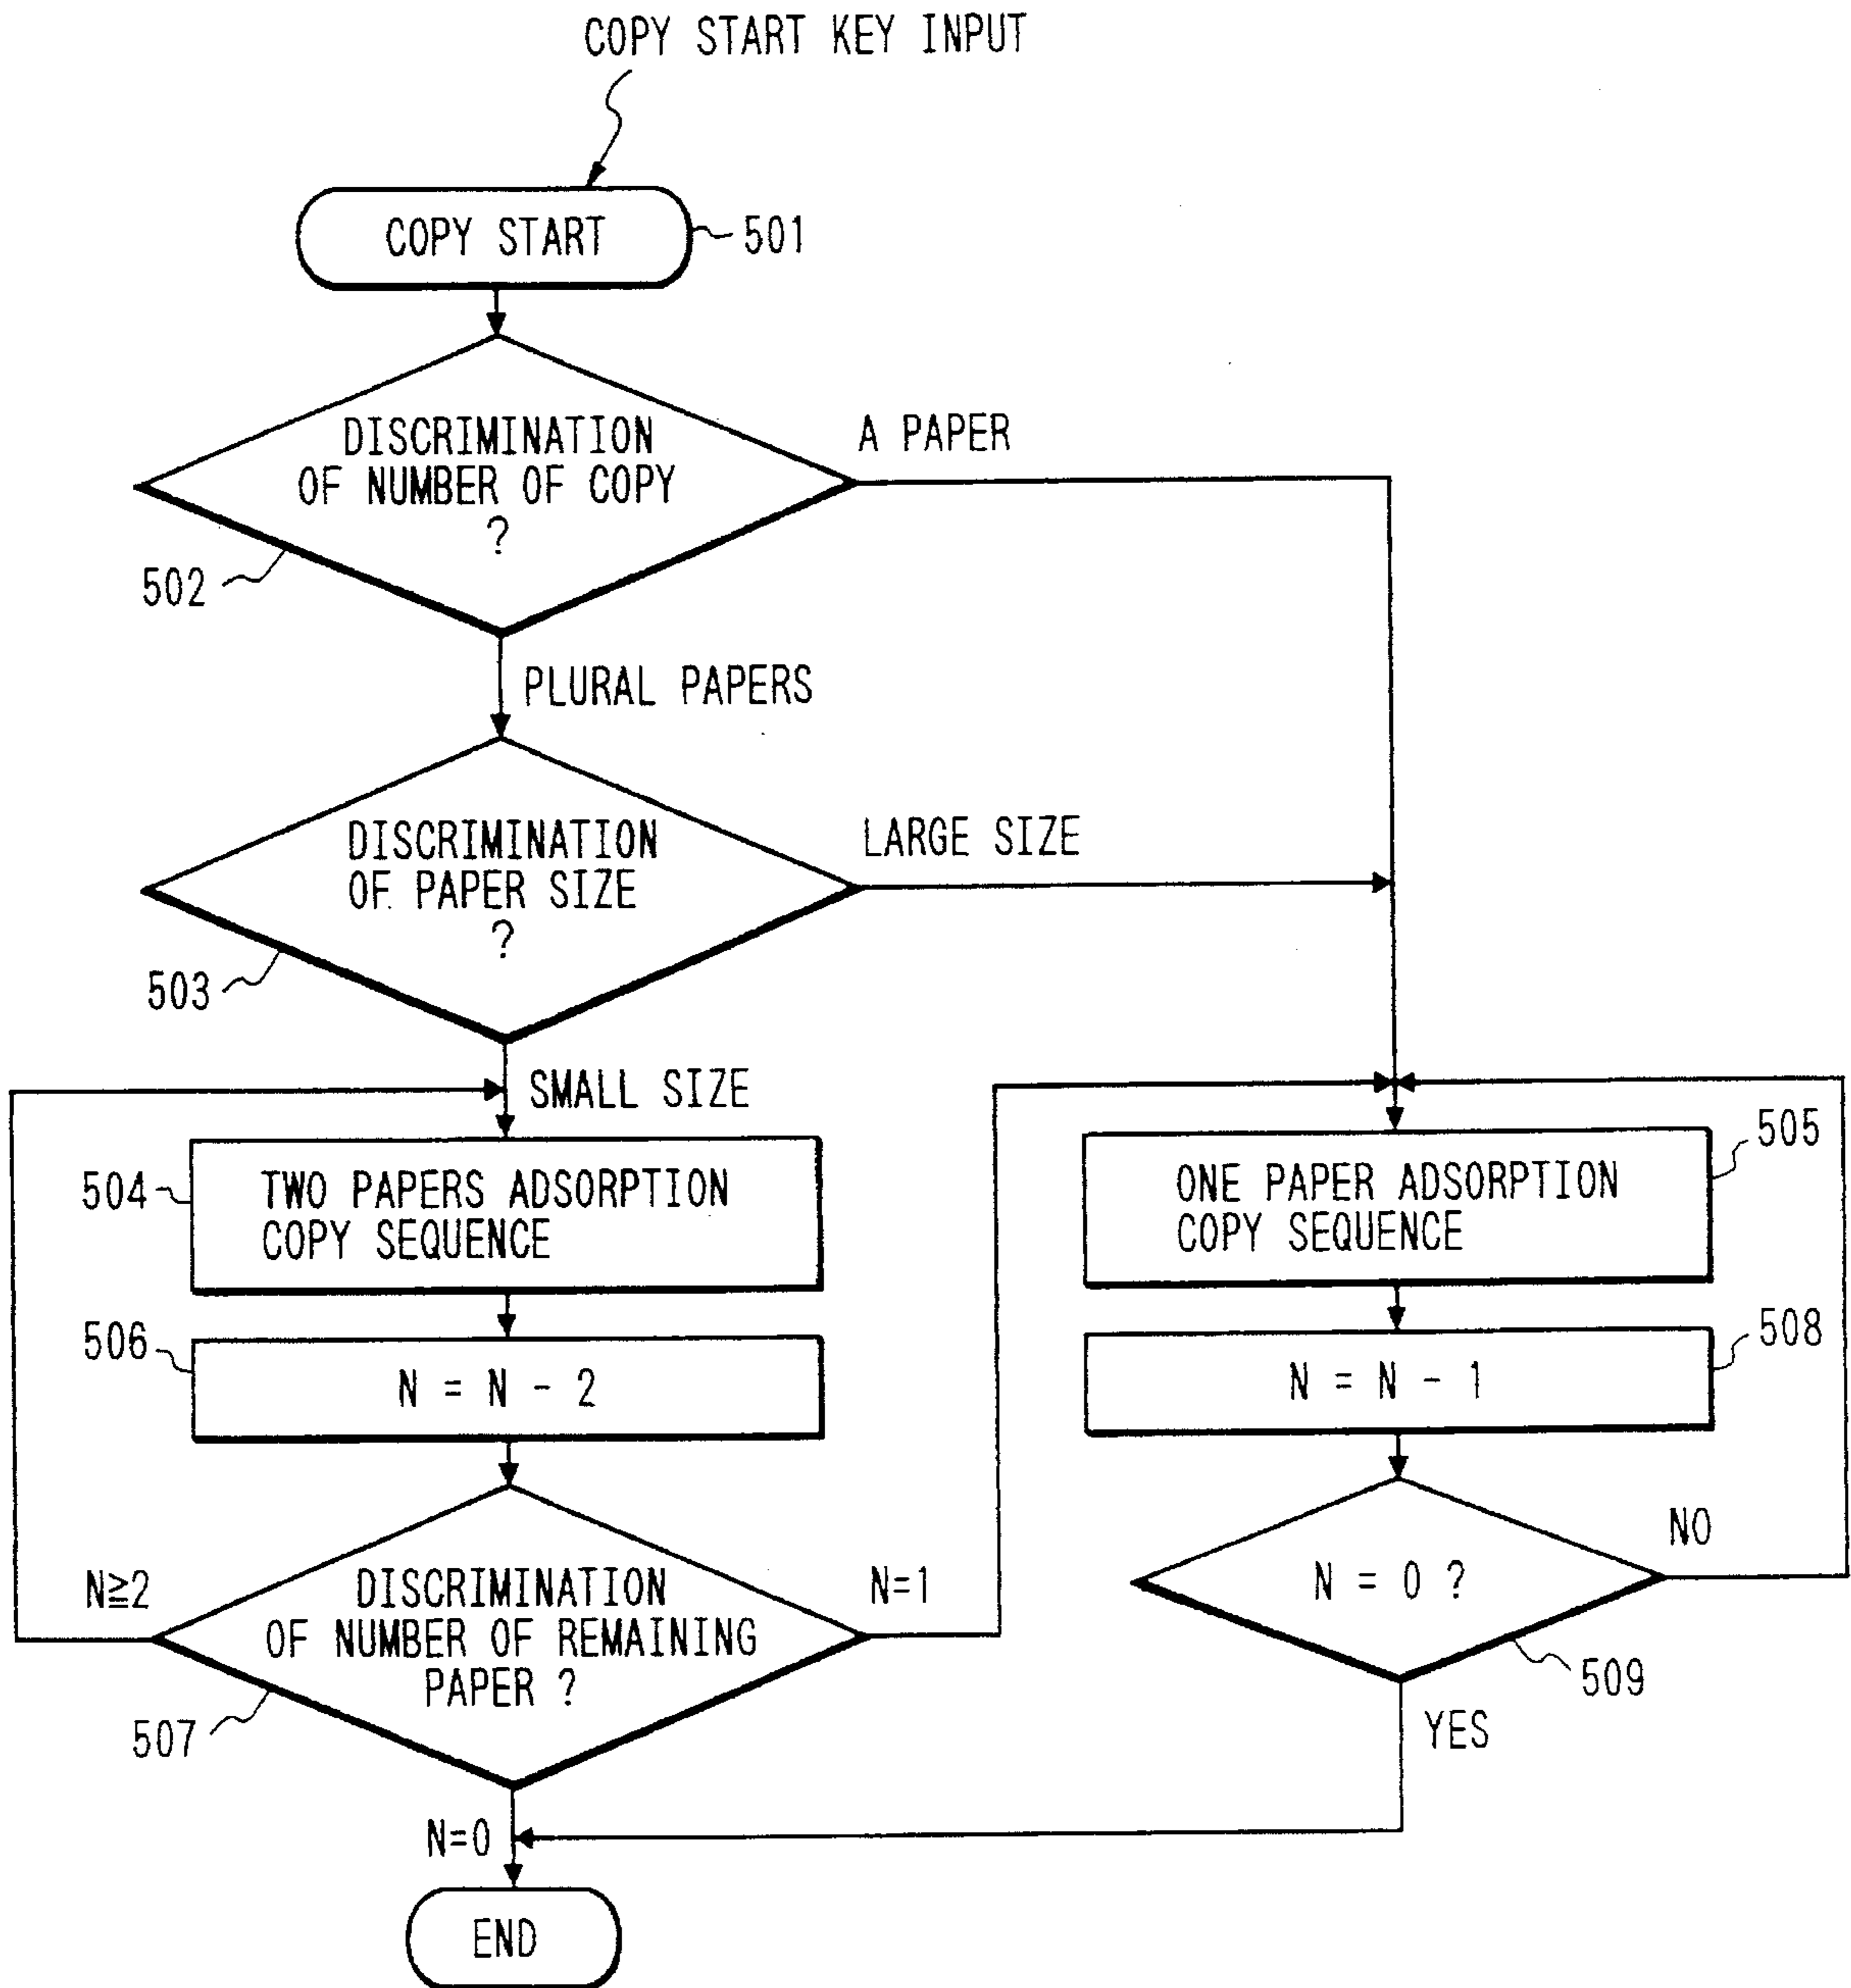 COPY START KEY INPUT
COPY START
501
DISCRIMINATION
OF NUMBER OF COPY
?
A PAPER
502
PLURAL PAPERS
DISCRIMINATION
OF PAPER SIZE
?
LARGE SIZE
503
SMALL SIZE
504
TWO PAPERS ADSORPTION
COPY SEQUENCE
505
ONE PAPER ADSORPTION
COPY SEQUENCE
506
N = N - 2
508
N = N - 1
N≧2
DISCRIMINATION
OF NUMBER OF REMAINING
PAPER ?
N=1
507
N = 0 ?
NO
509
YES
N=0
END